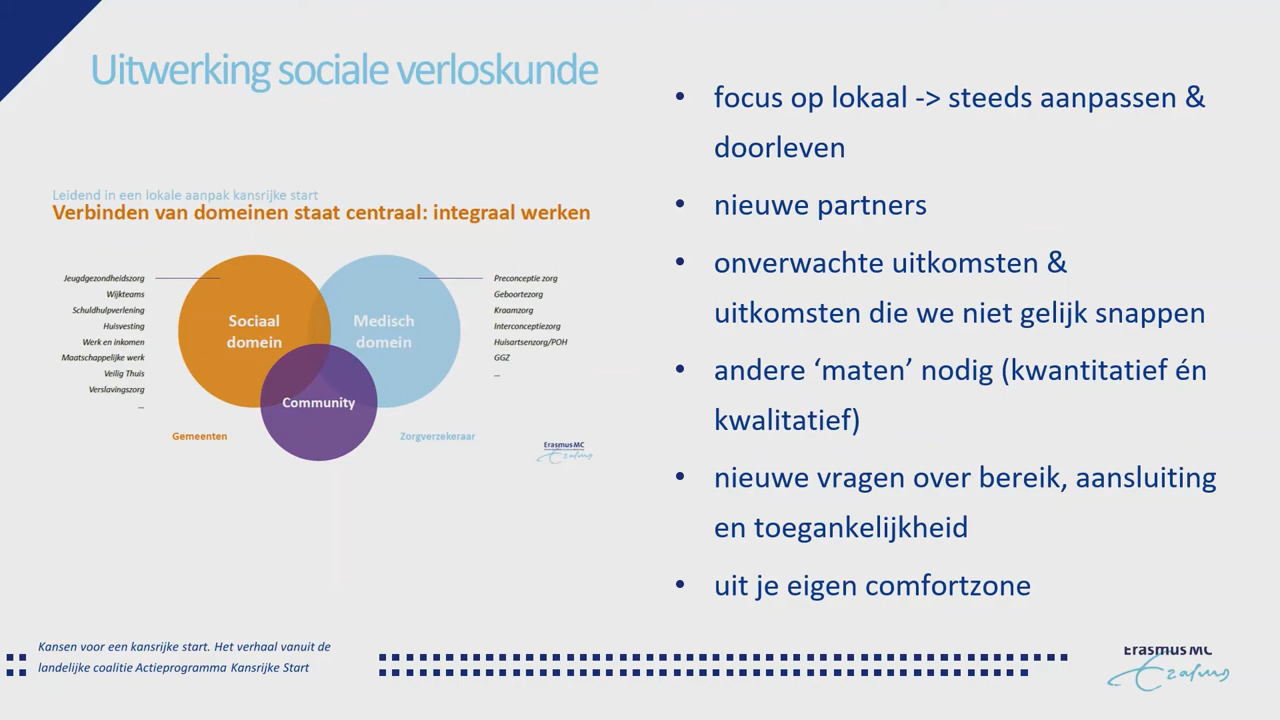 Uitwerking sociale verloskunde
Leidend in een lokale aanpak kansrijke start
Verbinden van domeinen staat centraal: integraal werken
Jeugdgezondheidszorg
Wijkteams
Schuldhulpverlening
Huisvesting
Werk en inkomen
Maatschappelijke werk
Veilig Thuis
Verslavingszorg
...
Sociaal
domein
Medisch
domein
Community
Preconceptie zorg
Geboortezorg
Kraamzorg
Interconceptiezorg
Huisartsenzorg/POH
GGZ
...
Gemeenten
Zorgverzekeraar
Erasmus MC
Erasmus
• focus op lokaal -> steeds aanpassen &
doorleven
• nieuwe partners
• onverwachte uitkomsten &
uitkomsten die we niet gelijk snappen
• andere ‘maten’ nodig (kwantitatief én
kwalitatief)
• nieuwe vragen over bereik, aansluiting
en toegankelijkheid
• uit je eigen comfortzone
Kansen voor een kansrijke start. Het verhaal vanuit de
landelijke coalitie Actieprogramma Kansrijke Start
Erasmus MC
Erasmus